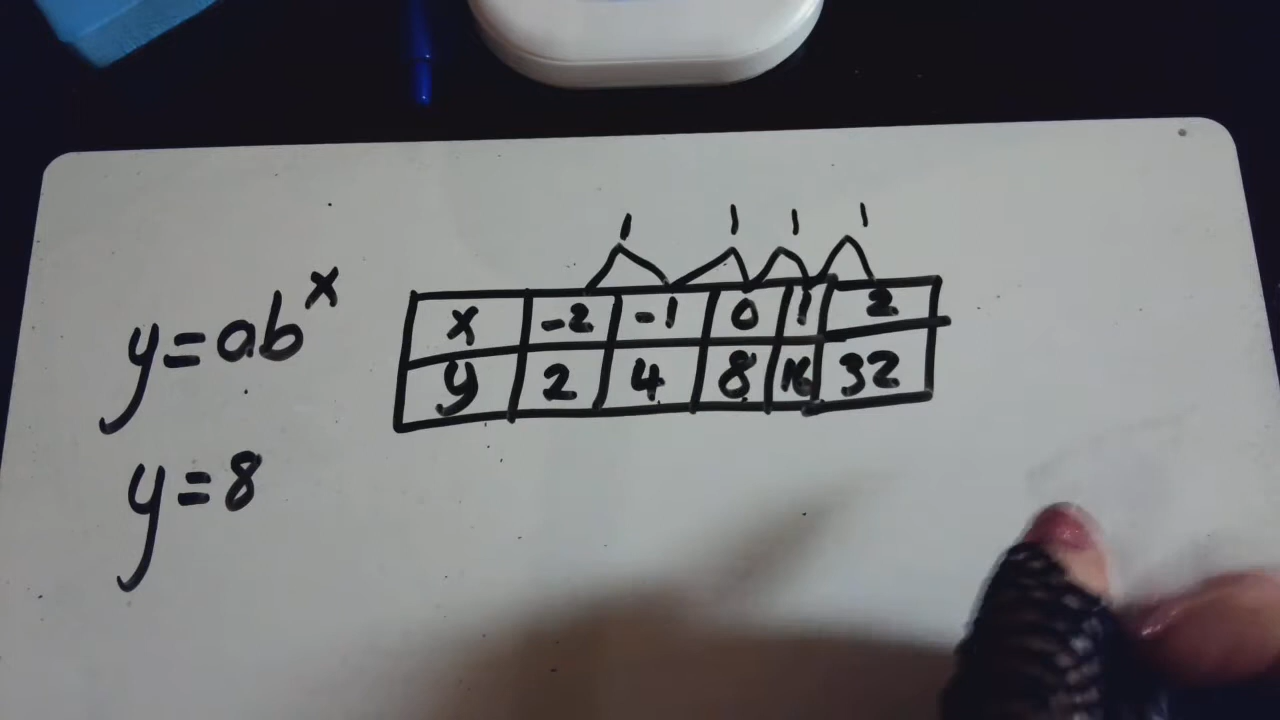 1 1 1 1
y=ab^x
x -2 -1 0 1 2
y 2 4 8 16 32
y=8